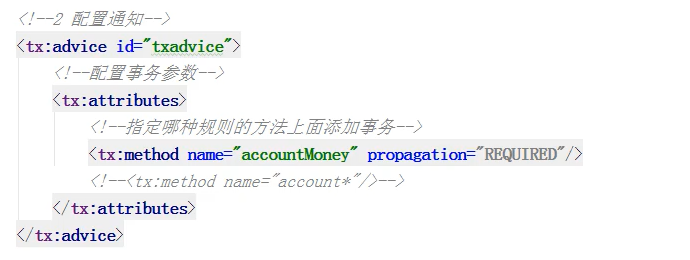 <!--2 配置通知-->
<tx:advice id="txadvice">
<!--配置事务参数-->
<tx:attributes>
<!--指定哪种规则的方法上面添加事务-->
<tx:method name="accountMoney" propagation="REQUIRED"/>
<!--<tx:method name="account*"/>-->
</tx:attributes>
</tx:advice>